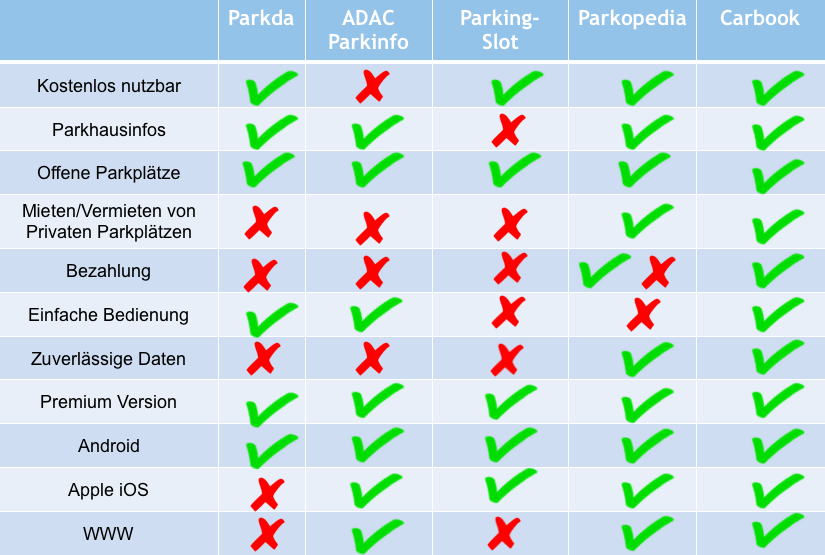 Parkda
ADAC
Parkinfo
Parking-
Slot
Parkopedia
Carbook
Kostenlos nutzbar
Parkhausinfos
Offene Parkplätze
Mieten/Vermieten von
Privaten Parkplätzen
Bezahlung
Einfache Bedienung
Zuverlässige Daten
Premium Version
Android
Apple iOS
WWW